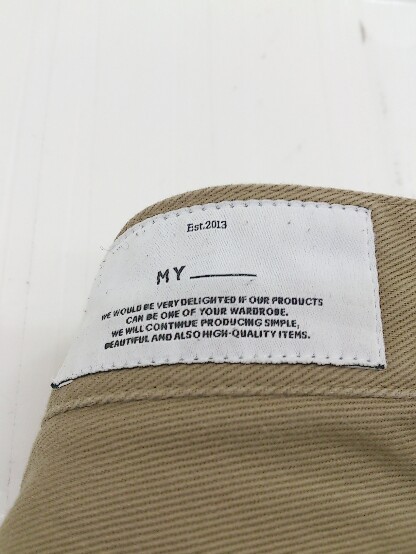 Est.2013
MY ____
WE WOULD BE VERY DELIGHTED IF OUR PRODUCTS
CAN BE ONE OF YOUR WARDROBE.
WE WILL CONTINUE PRODUCING SIMPLE,
BEAUTIFUL AND ALSO HIGH-QUALITY ITEMS.